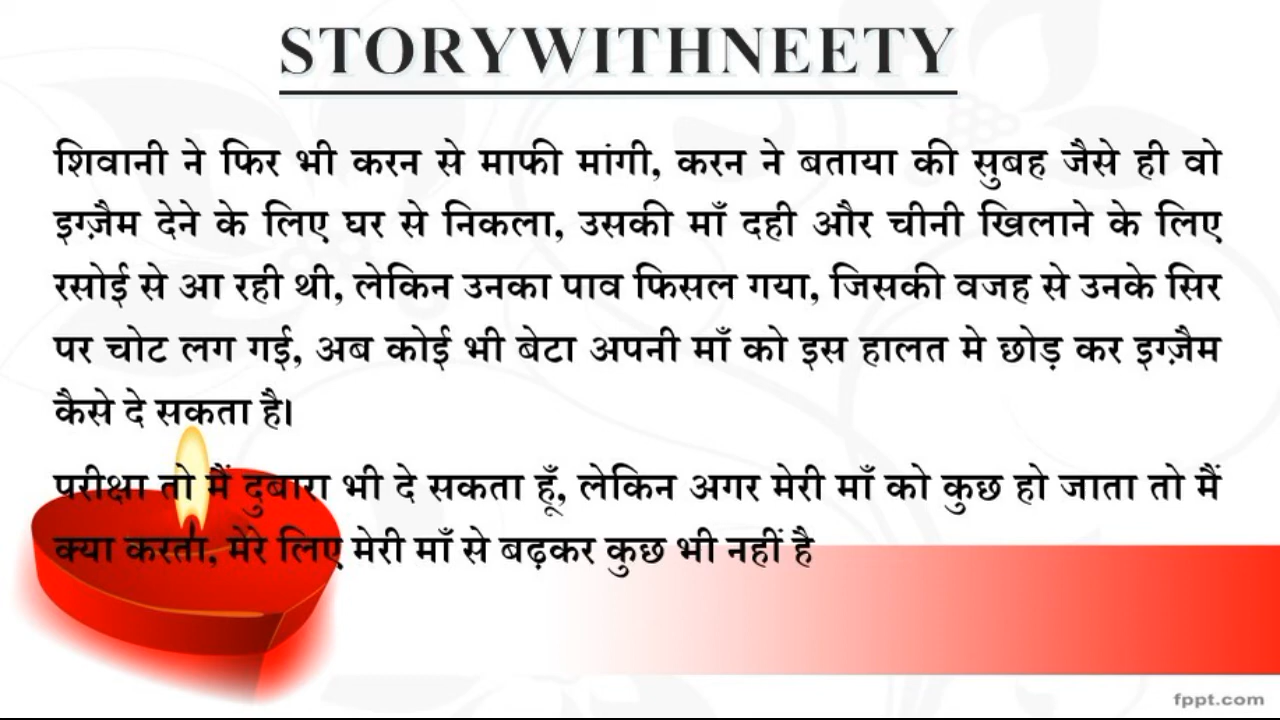 STORYWITHNEETY
शिवानी ने फिर भी करन से माफी मांगी, करन ने बताया की सुबह जैसे ही वो
इग्ज़ैम देने के लिए घर से निकला, उसकी माँ दही और चीनी खिलाने के लिए
रसोई से आ रही थी, लेकिन उनका पाव फिसल गया, जिसकी वजह से उनके सिर
पर चोट लग गई, अब कोई भी बेटा अपनी माँ को इस हालत मे छोड़ कर इग्ज़ैम
कैसे दे सकता है।
परीक्षा तो मैं दुबारा भी दे सकता हूँ, लेकिन अगर मेरी माँ को कुछ हो जाता तो मैं
क्या करता, मेरे लिए मेरी माँ से बढ़कर कुछ भी नहीं है
fppt.com